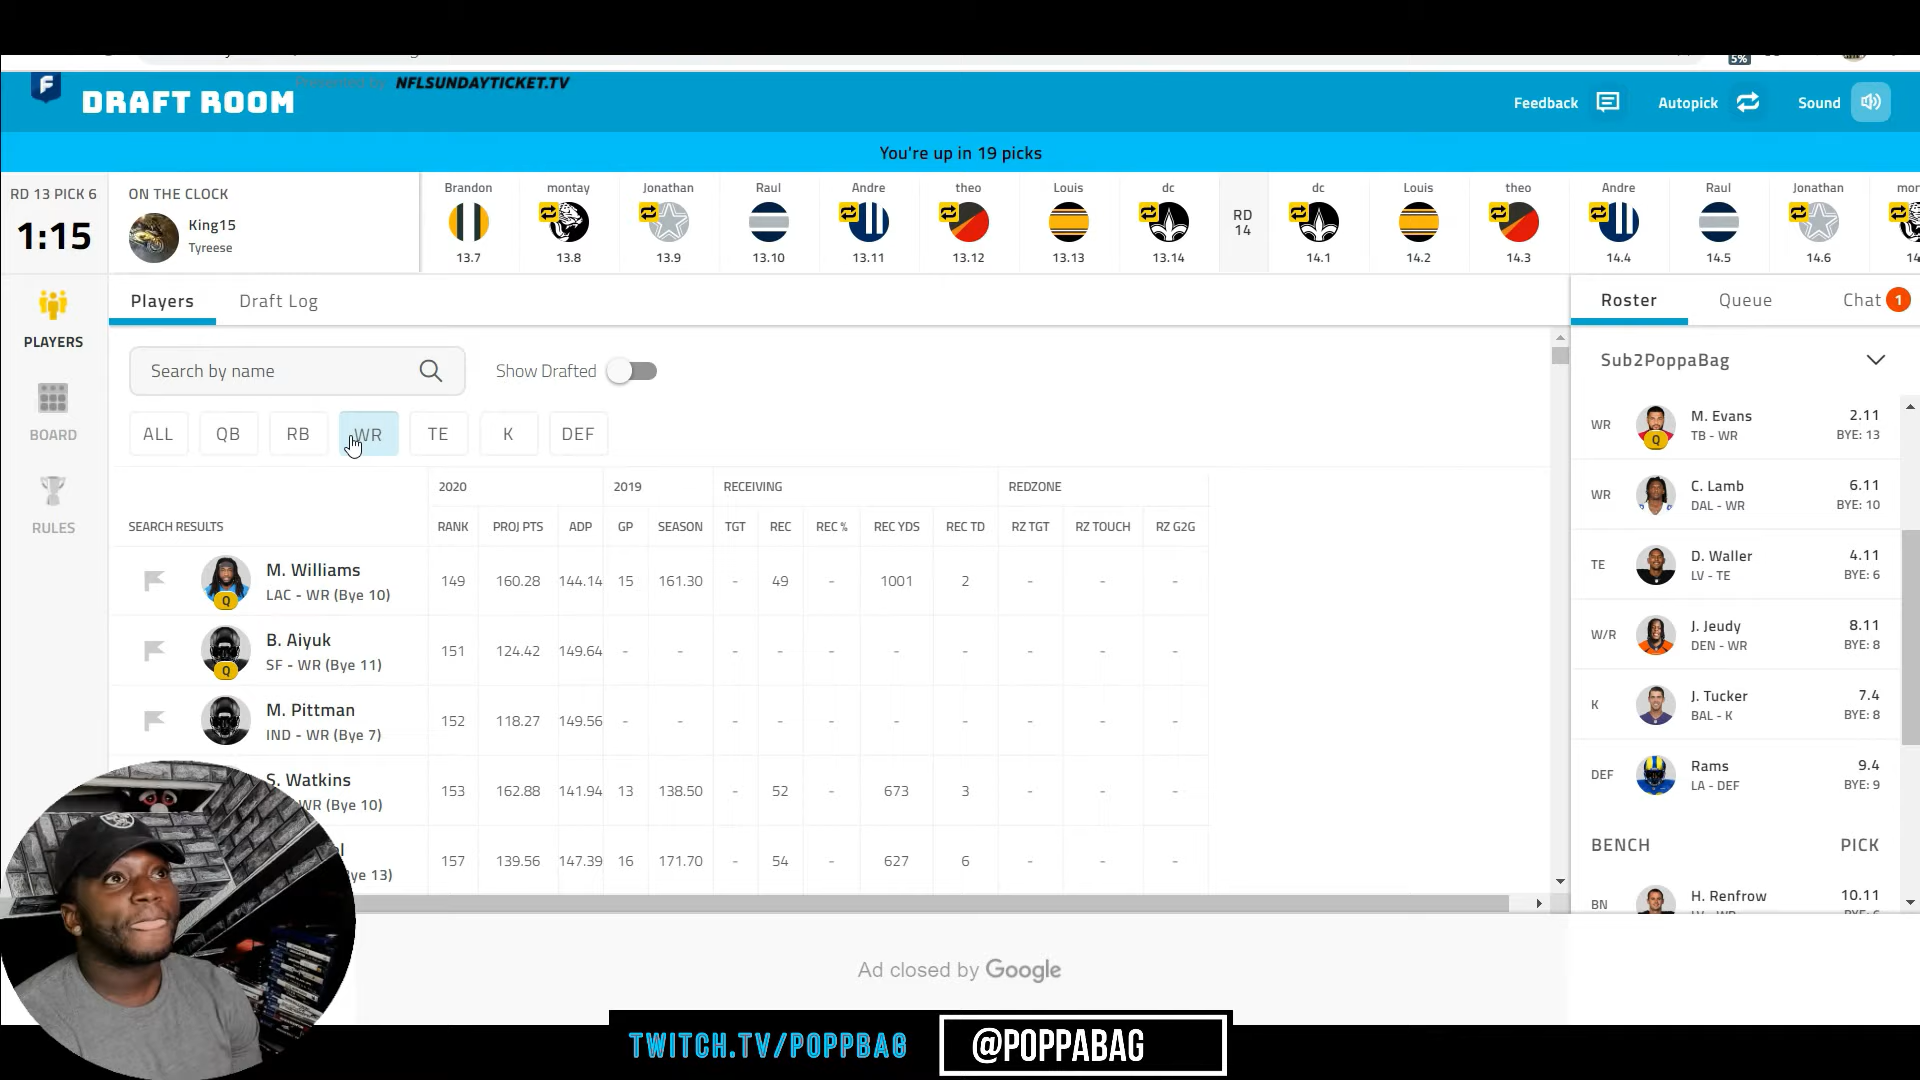 5%
F
DRAFT ROOM
NFLSUNDAYTICKET.TV
Feedback
Autopick
Sound
You're up in 19 picks
RD 13 PICK 6
1:15
ON THE CLOCK
King15
Tyreese
Brandon montay Jonathan Raul Andre theo Louis dc dc Louis theo Andre Raul Jonathan
RD
14
13.7 13.8 13.9 13.10 13.11 13.12 13.13 13.14 14.1 14.2 14.3 14.4 14.5 14.6
PLAYERS
BOARD
RULES
Players Draft Log
Search by name
Show Drafted
ALL QB RB WR TE K DEF
2020 2019 RECEIVING REDZONE
SEARCH RESULTS RANK PROJ PTS ADP GP SEASON TGT REC REC % REC YDS REC TD RZ TGT RZ TOUCH RZ G2G
M. Williams
LAC - WR (Bye 10)
Q
149 160.28 144.14 15 161.30 - 49 - 1001 2 - - -
B. Aiyuk
SF - WR (Bye 11)
Q
151 124.42 149.64 - - - - - - - - - -
M. Pittman
IND - WR (Bye 7)
152 118.27 149.56 - - - - - - - - - -
S. Watkins
WR (Bye 10)
153 162.88 141.94 13 138.50 - 52 - 673 3 - - -
ye 13)
157 139.56 147.39 16 171.70 - 54 - 627 6 - - -
Roster Queue Chat 1
Sub2PoppaBag
WR M. Evans 2.11
Q
TB - WR BYE: 13
WR C. Lamb 6.11
DAL - WR BYE: 10
TE D. Waller 4.11
LV - TE BYE: 6
W/R J. Jeudy 8.11
DEN - WR BYE: 8
K J. Tucker 7.4
BAL - K BYE: 8
DEF Rams 9.4
LA - DEF BYE: 9
BENCH PICK
BN H. Renfrow 10.11
Ad closed by Google
TWITCH.TV/POPPBAG
@POPPABAG